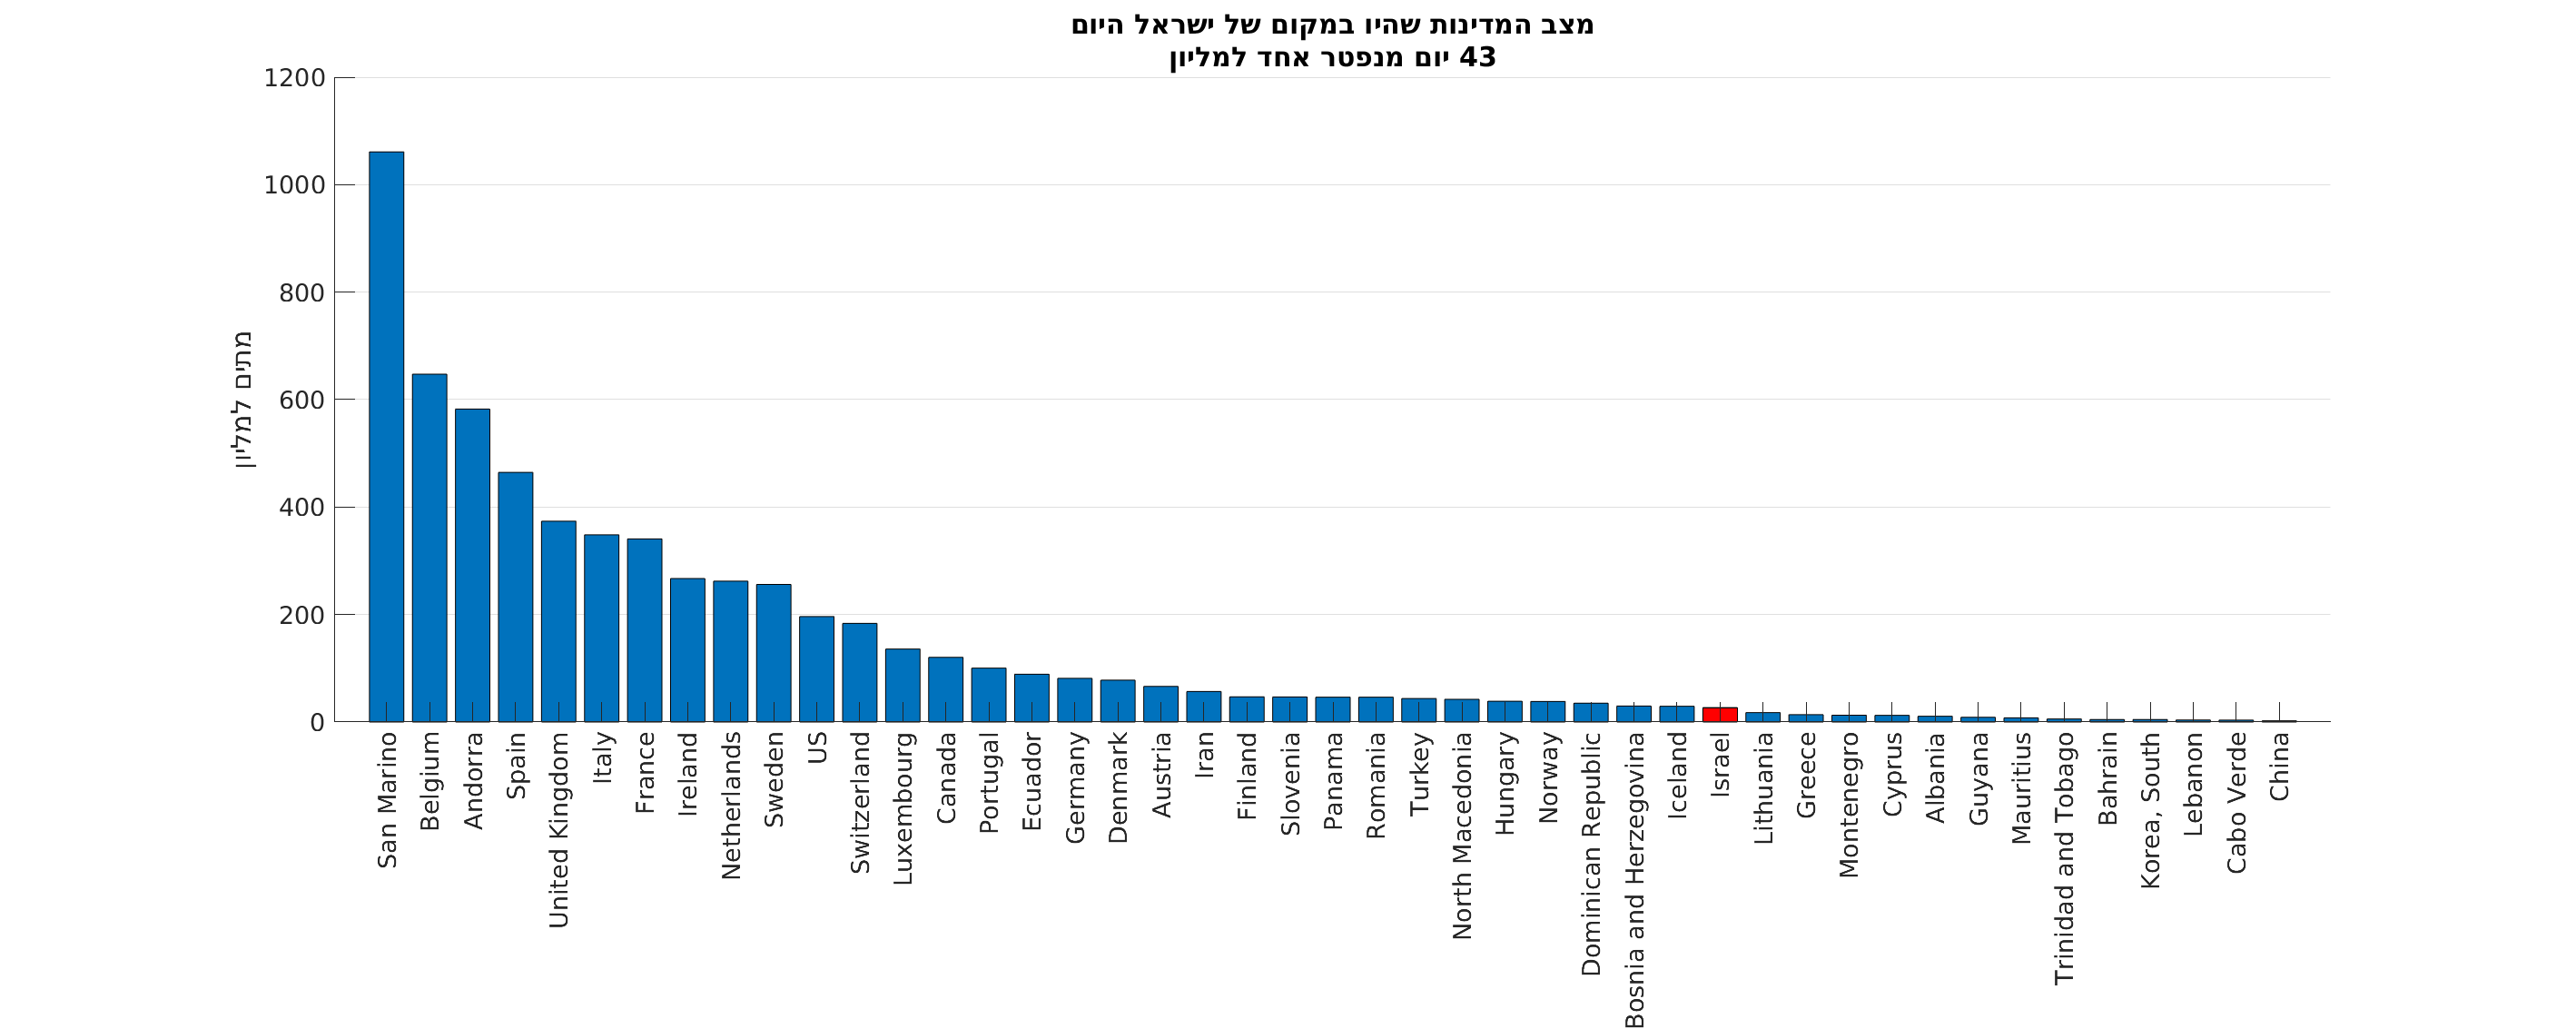 מצב המדינות שהיו במקום של ישראל היום
43 יום מנפטר אחד למליון
מתים למליון
1200
1000
800
600
400
200
0
San Marino
Belgium
Andorra
Spain
United Kingdom
Italy
France
Ireland
Netherlands
Sweden
US
Switzerland
Luxembourg
Canada
Portugal
Ecuador
Germany
Denmark
Austria
Iran
Finland
Slovenia
Panama
Romania
Turkey
North Macedonia
Hungary
Norway
Dominican Republic
Bosnia and Herzegovina
Iceland
Israel
Lithuania
Greece
Montenegro
Cyprus
Albania
Guyana
Mauritius
Trinidad and Tobago
Bahrain
Korea, South
Lebanon
Cabo Verde
China